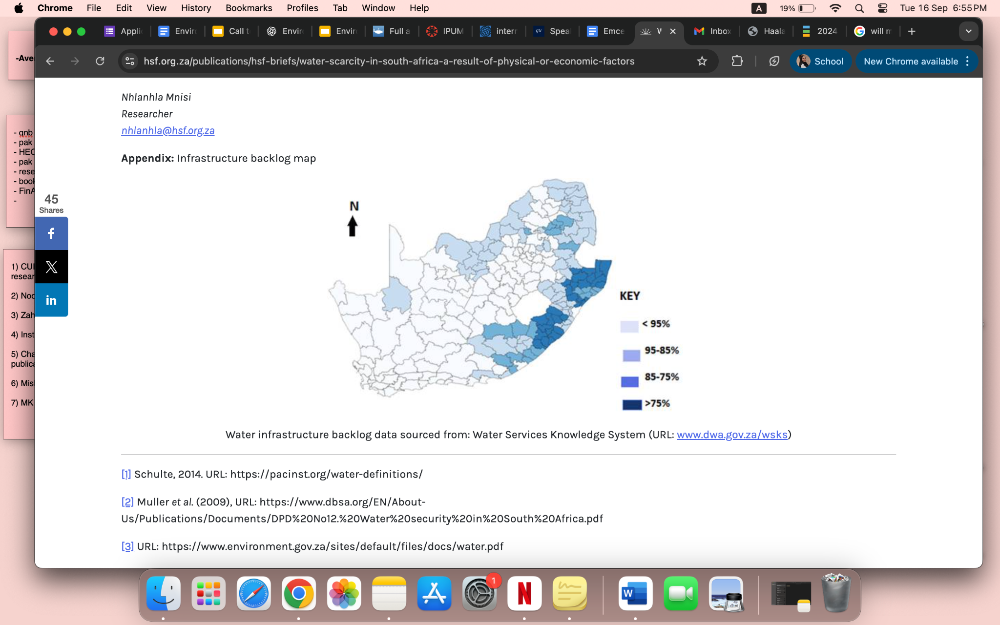 Chrome File Edit View History Bookmarks Profiles Tab Window Help A 19% Tue 16 Sep 6:55 PM
Appli Envir Call t Envir Envir Full a IPUM interr gu Speal Emce V Inbox Haala 2024 will m
hsf.org.za/publications/hsf-briefs/water-scarcity-in-south-africa-a-result-of-physical-or-economic-factors School New Chrome available
-Aver
- qnb
- pak
- HEC
- pak
- rese
- book
- FinA
-
1) CUI
resear
2) Noo
3) Zah
4) Inst
5) Cha
publica
6) Misl
7) MK
45
Shares
f
X
in
Nhlanhla Mnisi
Researcher
nhlanhla@hsf.org.za
Appendix: Infrastructure backlog map
N
KEY
< 95%
95-85%
85-75%
>75%
Water infrastructure backlog data sourced from: Water Services Knowledge System (URL: www.dwa.gov.za/wsks)
[1] Schulte, 2014. URL: https://pacinst.org/water-definitions/
[2] Muller et al. (2009), URL: https://www.dbsa.org/EN/About-
Us/Publications/Documents/DPD%20No12.%20Water%20security%20in%20South%20Africa.pdf
[3] URL: https://www.environment.gov.za/sites/default/files/docs/water.pdf
1
N
W